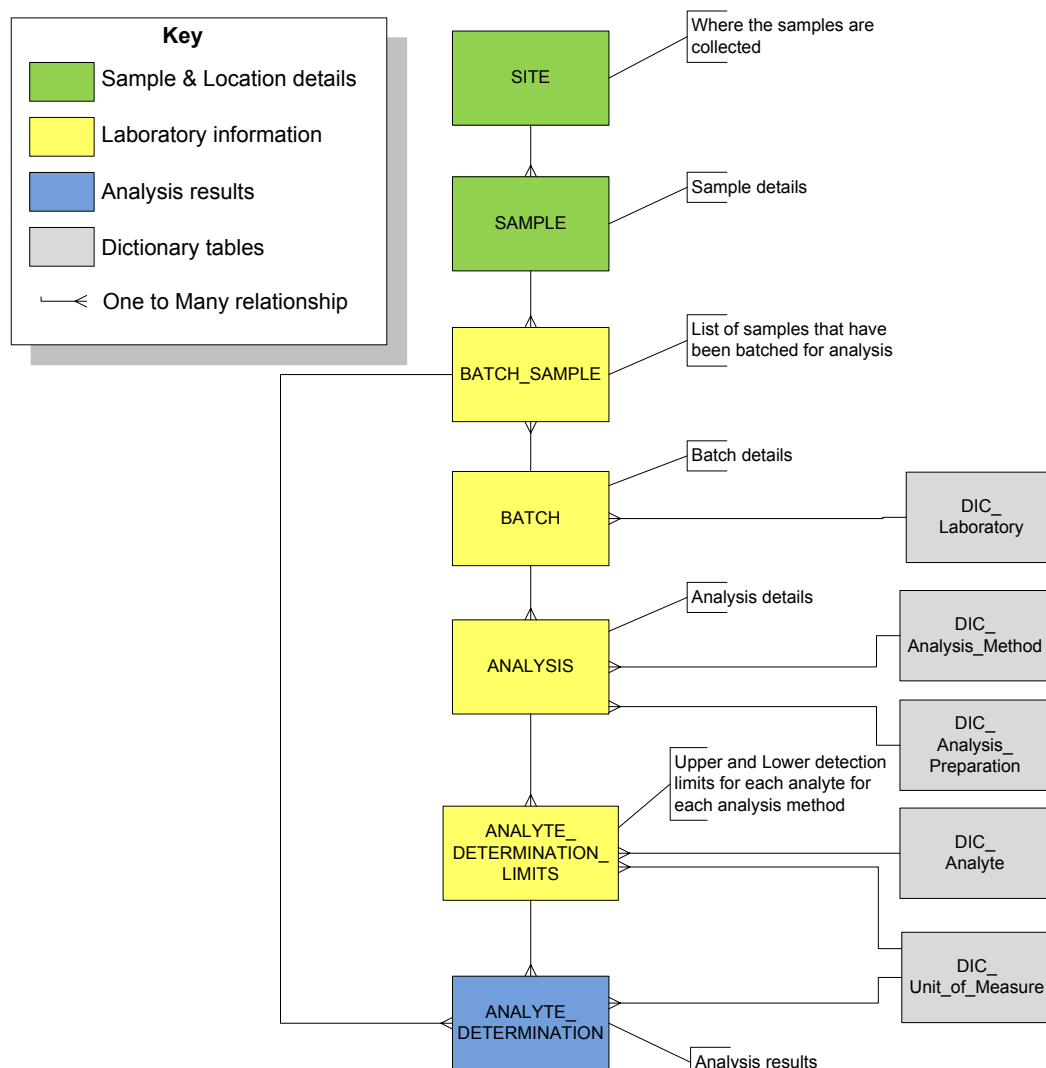 Key
Sample & Location details
Laboratory information
Analysis results
Dictionary tables
One to Many relationship
SITE
Where the samples are
collected
SAMPLE
Sample details
BATCH_SAMPLE
List of samples that have
been batched for analysis
BATCH
Batch details
DIC_
Laboratory
ANALYSIS
Analysis details
DIC_
Analysis_Method
DIC_
Analysis_
Preparation
ANALYTE_
DETERMINATION_
LIMITS
Upper and Lower detection
limits for each analyte for
each analysis method
DIC_
Analyte
DIC_
Unit_of_Measure
ANALYTE_
DETERMINATION
Analysis results